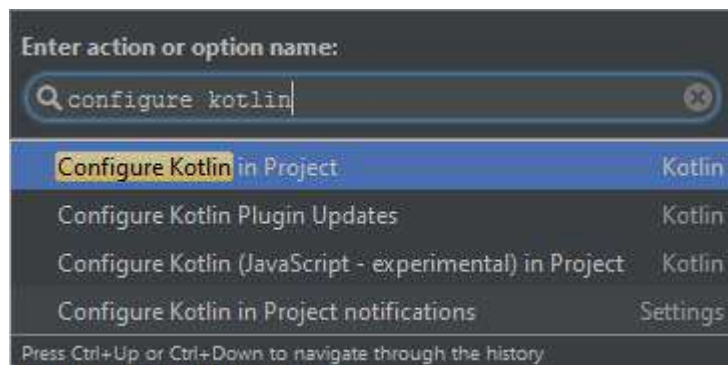 Enter action or option name:
configure kotlin
Configure Kotlin in Project Kotlin
Configure Kotlin Plugin Updates Kotlin
Configure Kotlin (JavaScript - experimental) in Project Kotlin
Configure Kotlin in Project notifications Settings
Press Ctrl+Up or Ctrl+Down to navigate through the history